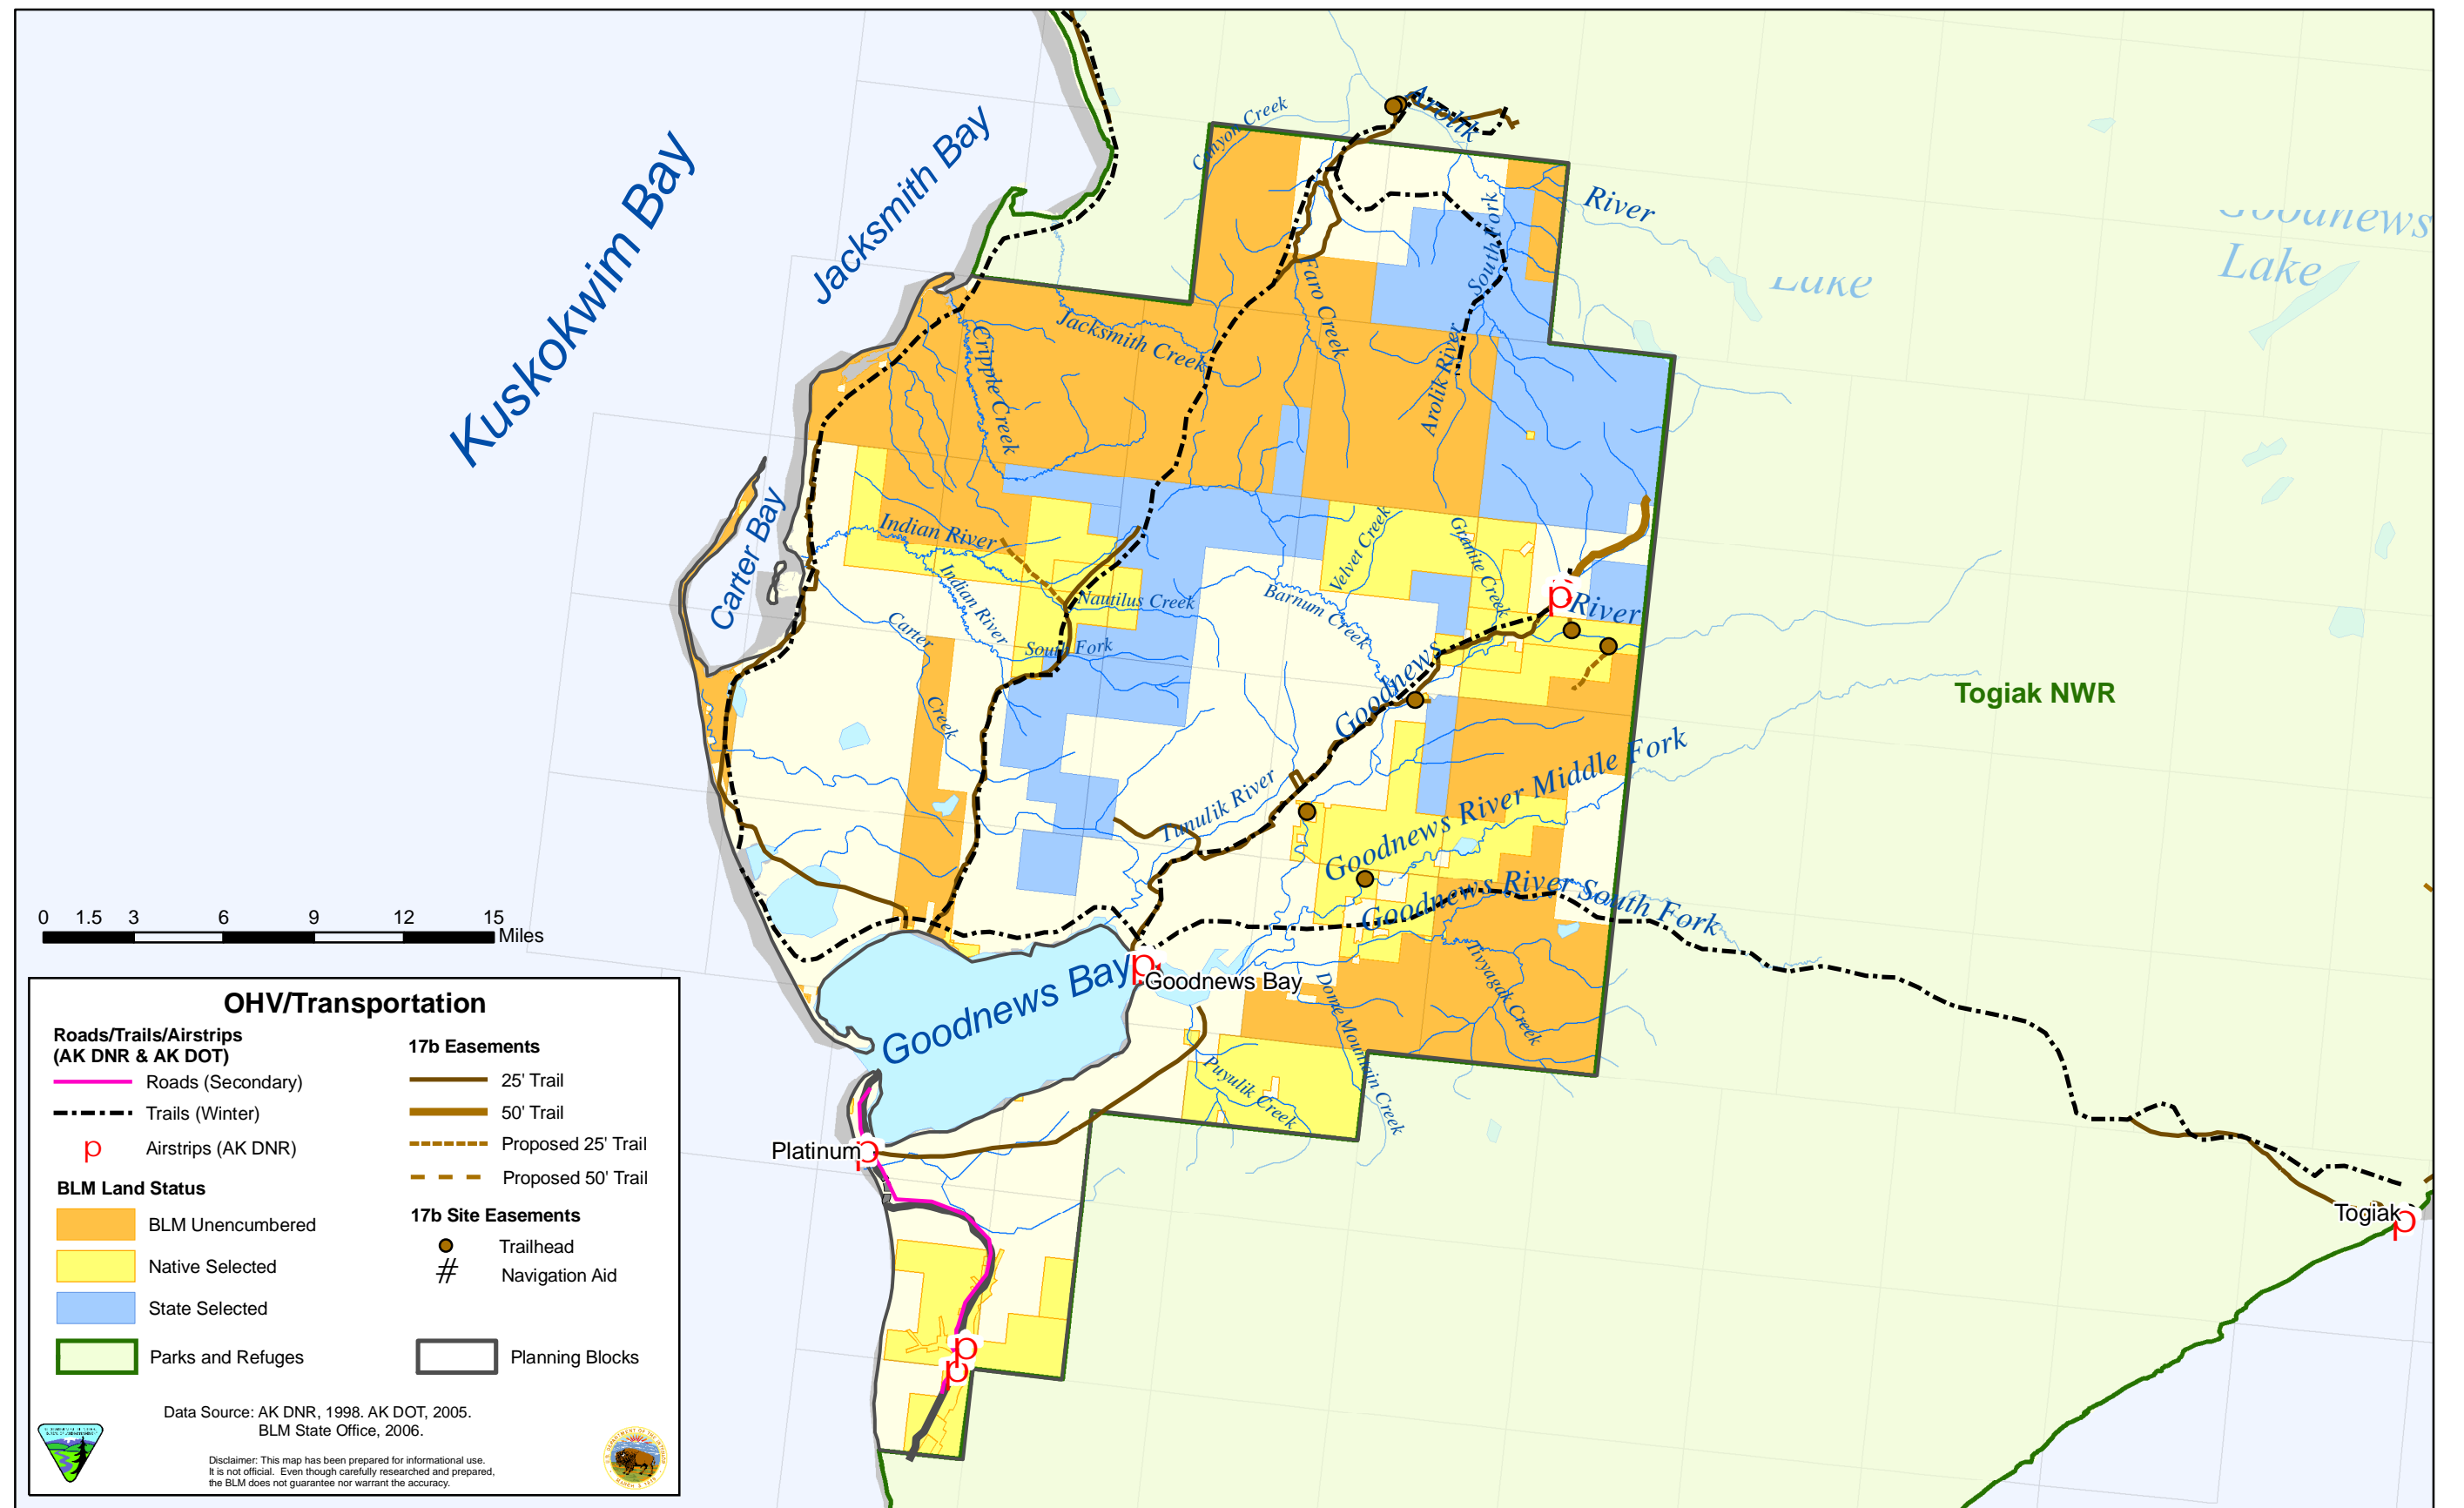 Kuskokwim Bay
Jacksmith Bay
Carter Bay
Canyon Creek
Arolik
River
Goodnews
Lake
Lake
South Fork
Arolik River
Faro Creek
Jacksmith Creek
Cripple Creek
Indian River
Indian River
South Fork
Nautilus Creek
Carter
Creek
Velvet Creek
Granite Creek
Barnum Creek
Goodnews
River
p
Togiak NWR
Goodnews River Middle Fork
Tunulik River
Goodnews River South Fork
Tivyagak Creek
Dome Mountain Creek
Puyulik Creek
Goodnews Bay
p
Goodnews Bay
Platinum
p
p
p
Togiak
p
0 1.5 3 6 9 12 15
Miles
OHV/Transportation
Roads/Trails/Airstrips
(AK DNR & AK DOT)
Roads (Secondary)
Trails (Winter)
p Airstrips (AK DNR)
BLM Land Status
BLM Unencumbered
Native Selected
State Selected
Parks and Refuges
17b Easements
25' Trail
50' Trail
Proposed 25' Trail
Proposed 50' Trail
17b Site Easements
Trailhead
# Navigation Aid
Planning Blocks
Data Source: AK DNR, 1998. AK DOT, 2005.
BLM State Office, 2006.
Disclaimer: This map has been prepared for informational use.
It is not official. Even though carefully researched and prepared,
the BLM does not guarantee nor warrant the accuracy.